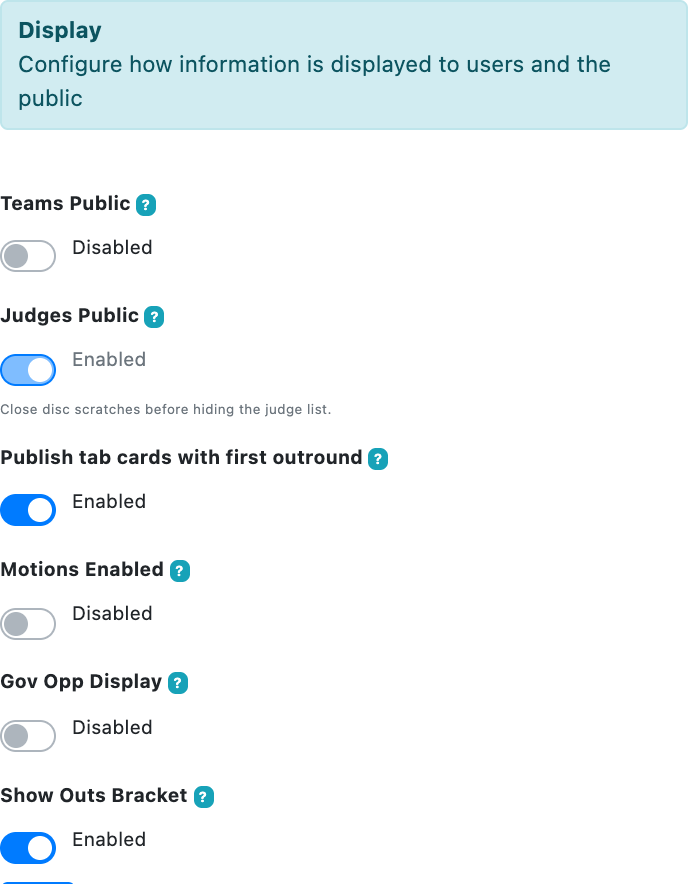 Display
Configure how information is displayed to users and the
public
Teams Public ?
Disabled
Judges Public ?
Enabled
Close disc scratches before hiding the judge list.
Publish tab cards with first outround ?
Enabled
Motions Enabled ?
Disabled
Gov Opp Display ?
Disabled
Show Outs Bracket ?
Enabled